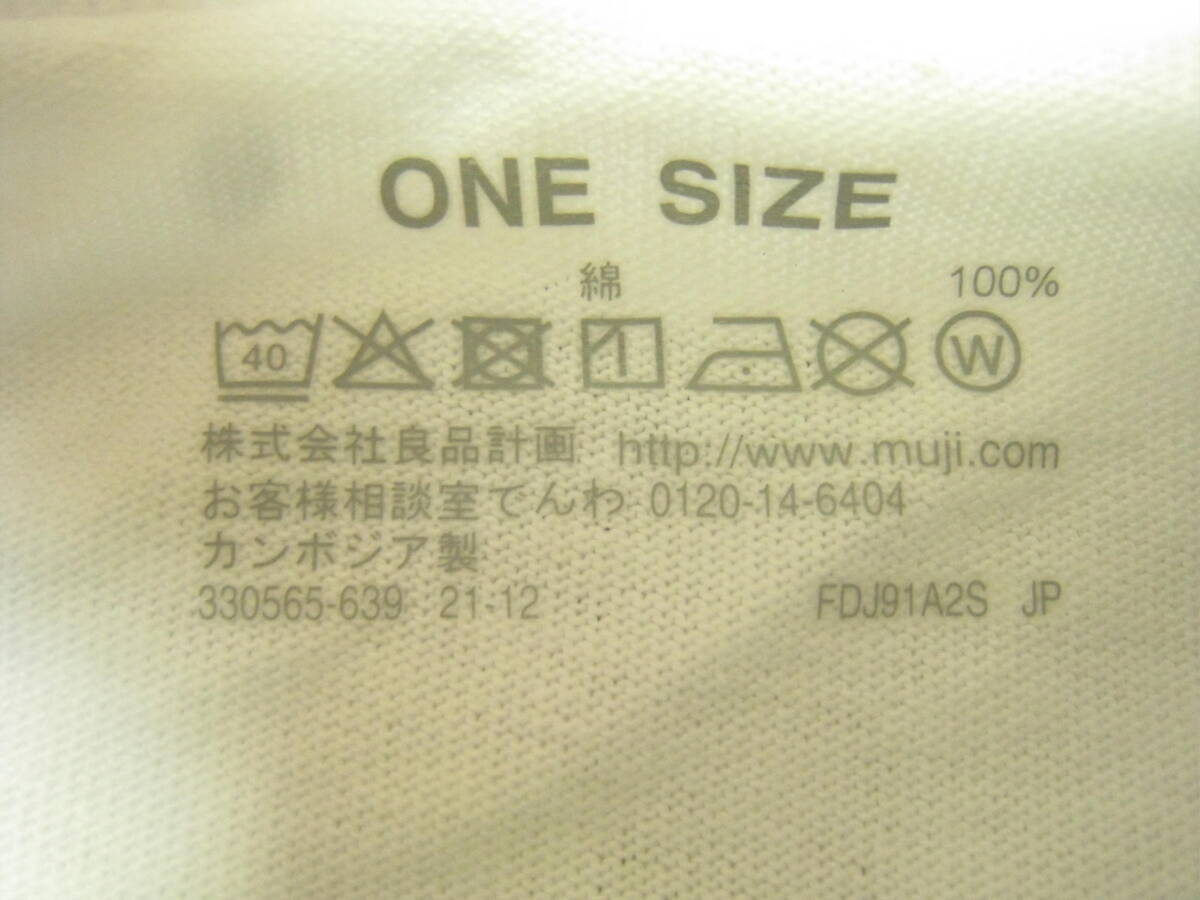 ONE SIZE
綿 100%
40 W
株式会社良品計画 http://www.muji.com
お客様相談室でんわ 0120-14-6404
カンボジア製
330565-639 21-12 FDJ91A2S JP